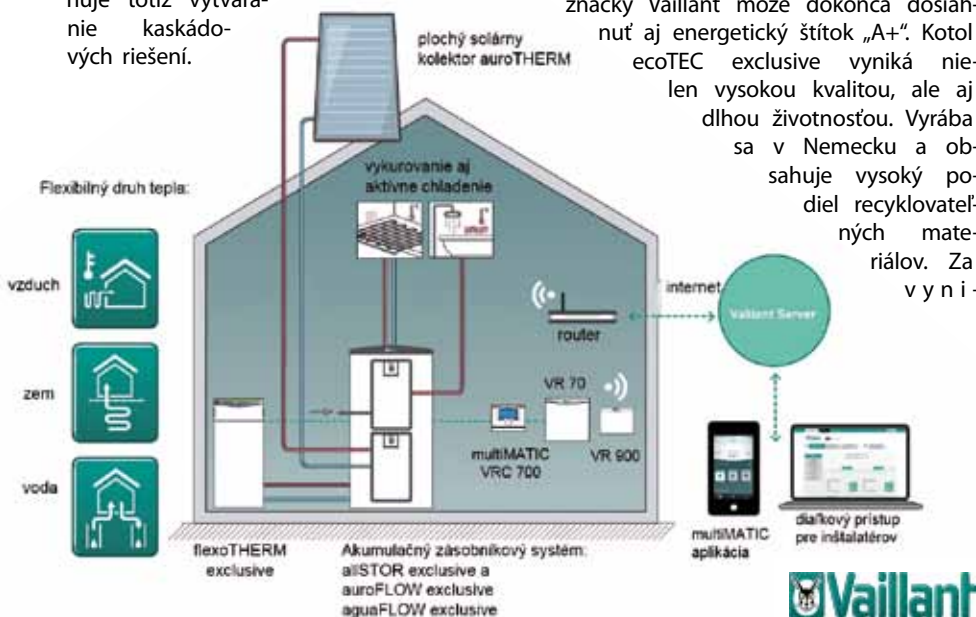 nuje totiž vytvára-
nie kaskádo-
vých riešení.
značky Vaillant môže dokonca dosiah-
nuť aj energetický štítok „A+“. Kotol
ecoTEC exclusive vyniká nie-
len vysokou kvalitou, ale aj
dlhou životnosťou. Vyrába
sa v Nemecku a ob-
sahuje vysoký po-
diel recyklovateľ-
ných mate-
riálov. Za
vyni-
plochý solárny
kolektor auroTHERM
vykurovanie aj
aktívne chladenie
Flexibilný druh tepla:
vzduch
zem
voda
internet
router
Vaillant Server
VR 70
multiMATIC
VRC 700
VR 900
flexoTHERM
exclusive
Akumulačný zásobníkový systém:
allSTOR exclusive a
auroFLOW exclusive
aguaFLOW exclusive
multiMATIC
aplikácia
diaľkový prístup
pre inštalatérov
Vaillant